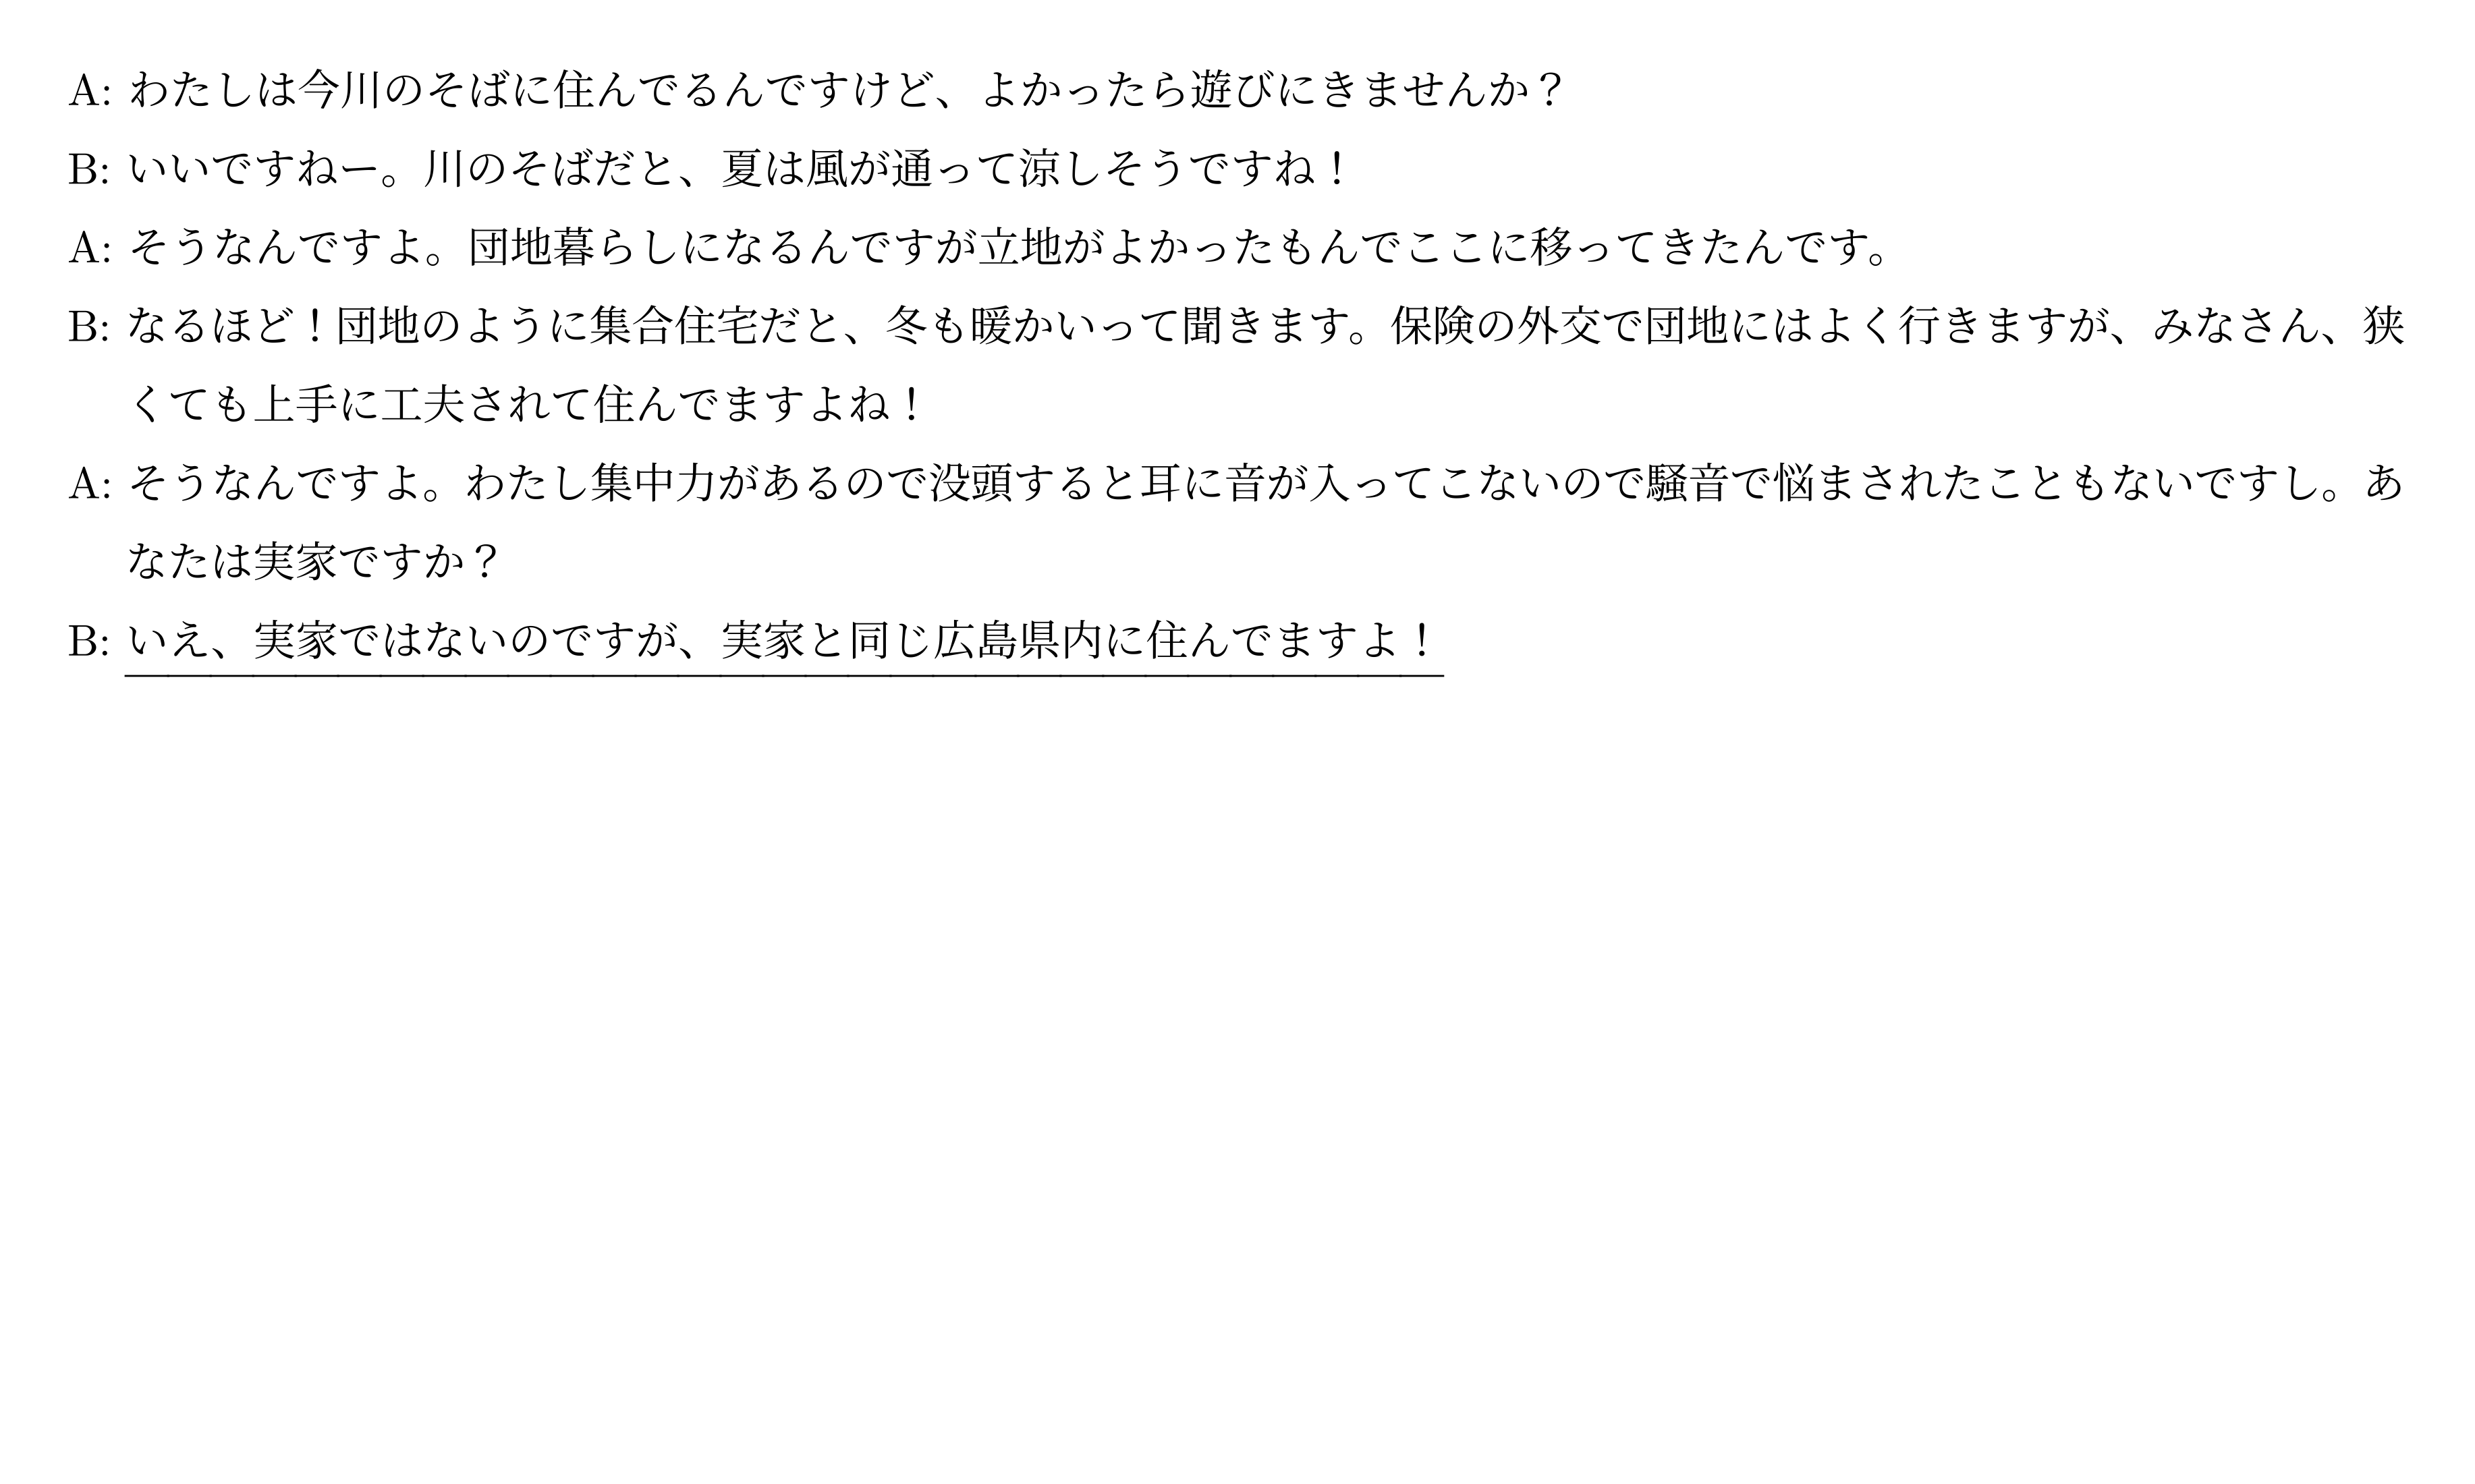 A: わたしは今川のそばに住んでるんですけど、よかったら遊びにきませんか？
B: いいですねー。川のそばだと、夏は風が通って涼しそうですね！
A: そうなんですよ。団地暮らしになるんですが立地がよかったもんでここに移ってきたんです。
B: なるほど！団地のように集合住宅だと、冬も暖かいって聞きます。保険の外交で団地にはよく行きますが、みなさん、狭
くても上手に工夫されて住んでますよね！
A: そうなんですよ。わたし集中力があるので没頭すると耳に音が入ってこないので騒音で悩まされたこともないですし。あ
なたは実家ですか？
B: いえ、実家ではないのですが、実家と同じ広島県内に住んでますよ！